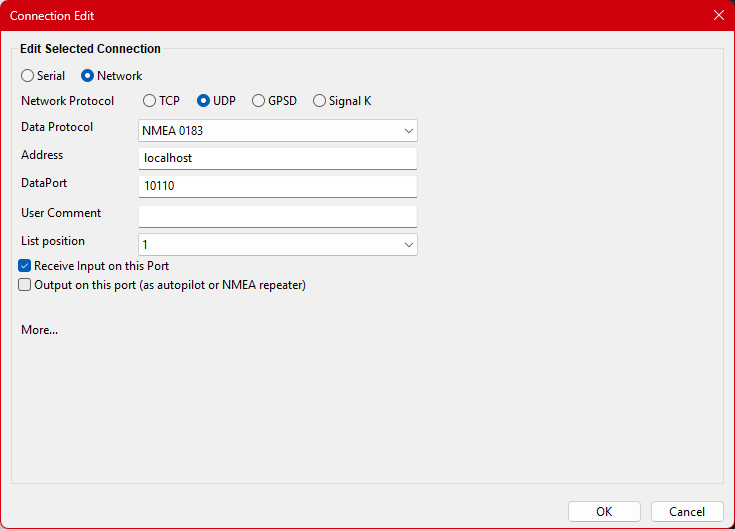 Connection Edit
Edit Selected Connection
Serial Network
Network Protocol TCP UDP GPSD Signal K
Data Protocol NMEA 0183
Address localhost
DataPort 10110
User Comment
List position 1
Receive Input on this Port
Output on this port (as autopilot or NMEA repeater)
More...
OK Cancel